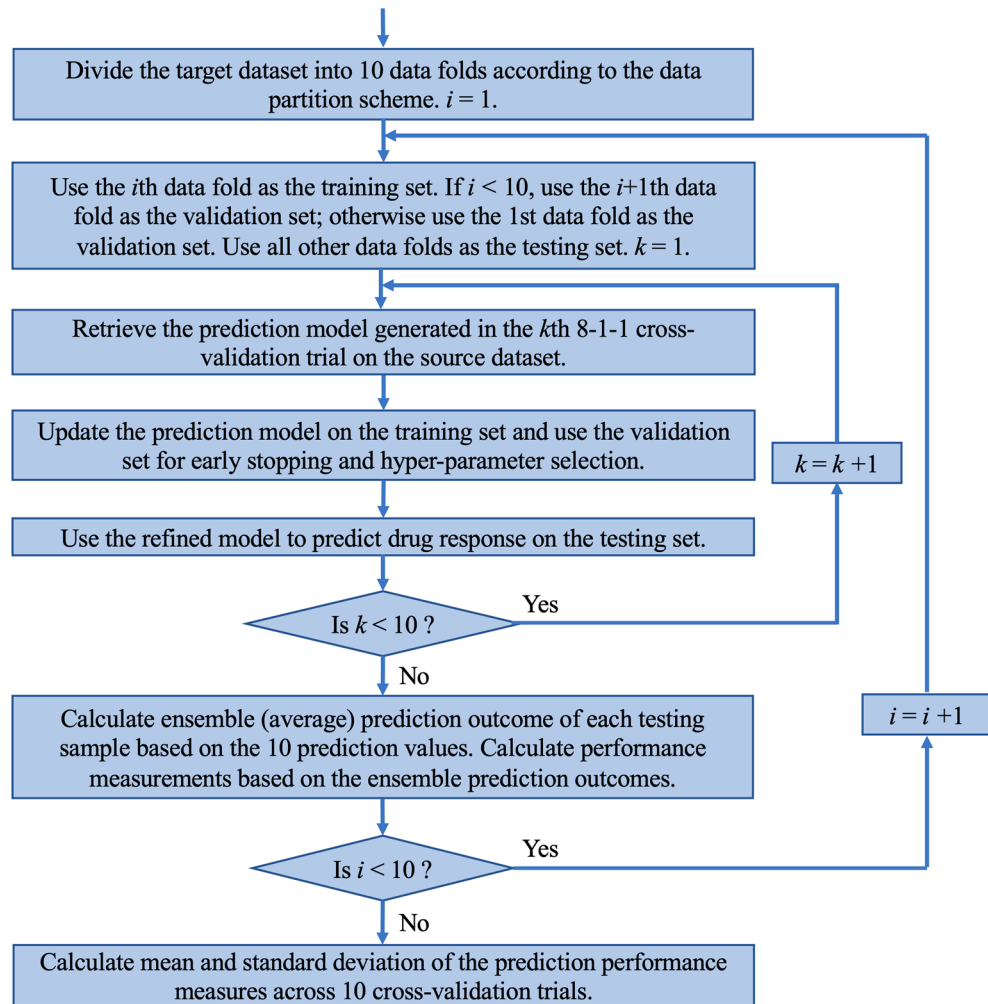 Divide the target dataset into 10 data folds according to the data
partition scheme. i = 1.
Use the ith data fold as the training set. If i < 10, use the i+1th data
fold as the validation set; otherwise use the 1st data fold as the
validation set. Use all other data folds as the testing set. k = 1.
Retrieve the prediction model generated in the kth 8-1-1 cross-
validation trial on the source dataset.
Update the prediction model on the training set and use the validation
set for early stopping and hyper-parameter selection.
k = k +1
Use the refined model to predict drug response on the testing set.
Is k < 10 ?
Yes
No
Calculate ensemble (average) prediction outcome of each testing
sample based on the 10 prediction values. Calculate performance
measurements based on the ensemble prediction outcomes.
i = i +1
Is i < 10 ?
Yes
No
Calculate mean and standard deviation of the prediction performance
measures across 10 cross-validation trials.